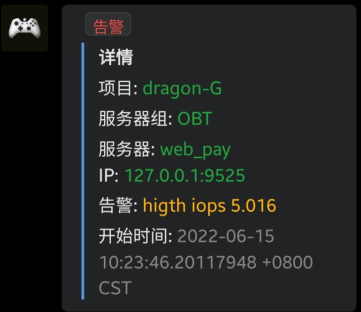 告警
详情
项目: dragon-G
服务器组: OBT
服务器: web_pay
IP: 127.0.0.1:9525
告警: higth iops 5.016
开始时间: 2022-06-15
10:23:46.20117948 +0800
CST